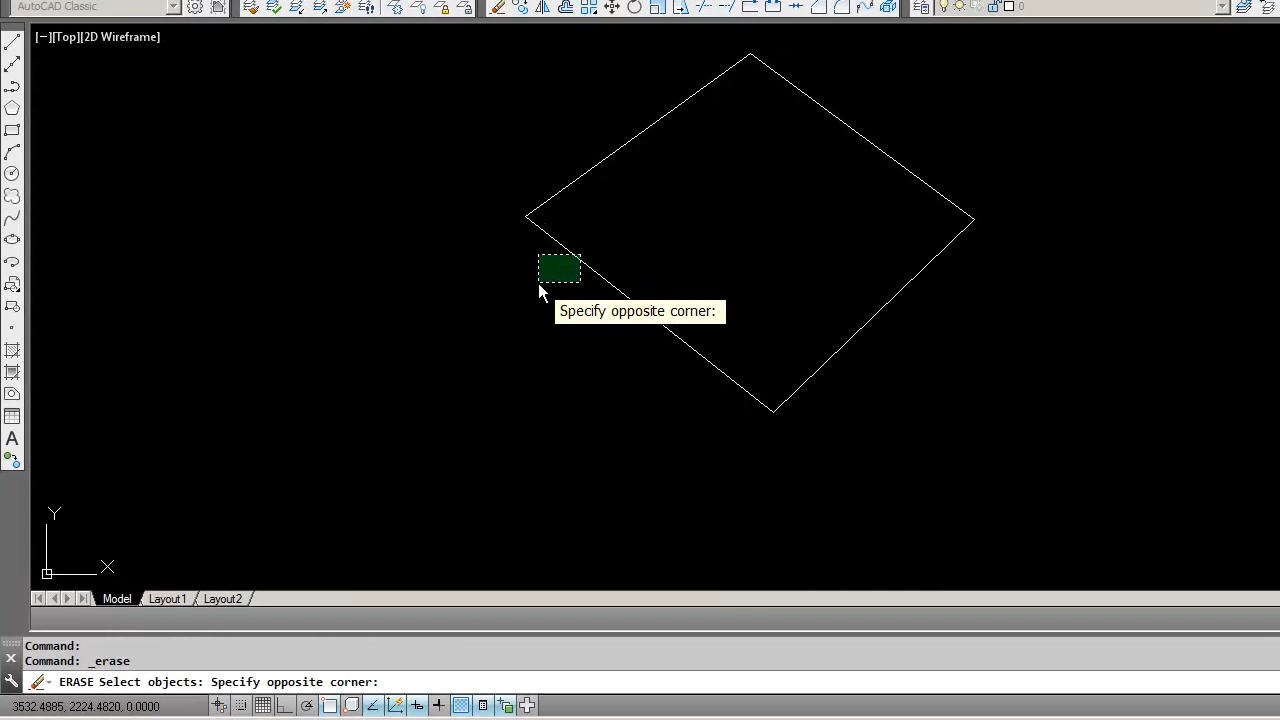 AutoCAD Classic
0
[−][Top][2D Wireframe]
A
Specify opposite corner:
Y
X
Model
Layout1
Layout2
Command:
Command: _erase
ERASE Select objects: Specify opposite corner:
3532.4885, 2224.4820, 0.0000